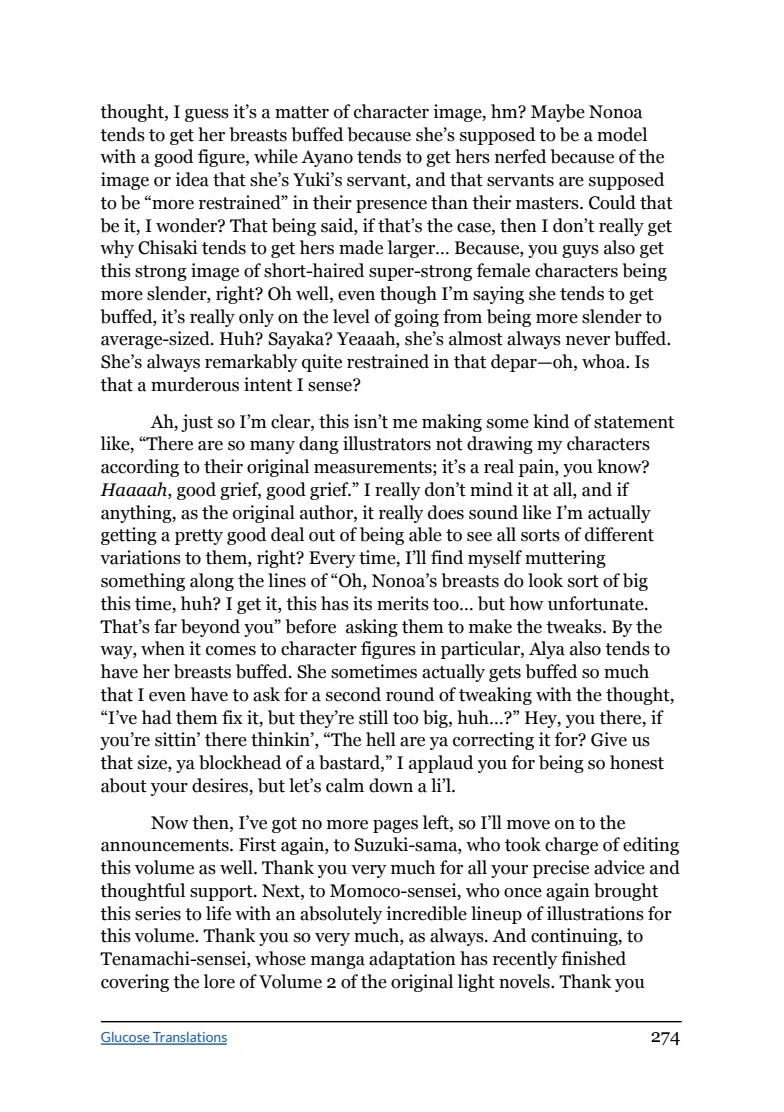 thought, I guess it’s a matter of character image, hm? Maybe Nonoa
tends to get her breasts buffed because she’s supposed to be a model
with a good figure, while Ayano tends to get hers nerfed because of the
image or idea that she’s Yuki’s servant, and that servants are supposed
to be “more restrained” in their presence than their masters. Could that
be it, I wonder? That being said, if that’s the case, then I don’t really get
why Chisaki tends to get hers made larger… Because, you guys also get
this strong image of short-haired super-strong female characters being
more slender, right? Oh well, even though I’m saying she tends to get
buffed, it’s really only on the level of going from being more slender to
average-sized. Huh? Sayaka? Yeaaah, she’s almost always never buffed.
She’s always remarkably quite restrained in that depar—oh, whoa. Is
that a murderous intent I sense?
Ah, just so I’m clear, this isn’t me making some kind of statement
like, “There are so many dang illustrators not drawing my characters
according to their original measurements; it’s a real pain, you know?
Haaaah, good grief, good grief.” I really don’t mind it at all, and if
anything, as the original author, it really does sound like I’m actually
getting a pretty good deal out of being able to see all sorts of different
variations to them, right? Every time, I’ll find myself muttering
something along the lines of “Oh, Nonoa’s breasts do look sort of big
this time, huh? I get it, this has its merits too… but how unfortunate.
That’s far beyond you” before  asking them to make the tweaks. By the
way, when it comes to character figures in particular, Alya also tends to
have her breasts buffed. She sometimes actually gets buffed so much
that I even have to ask for a second round of tweaking with the thought,
“I’ve had them fix it, but they’re still too big, huh…?” Hey, you there, if
you’re sittin’ there thinkin’, “The hell are ya correcting it for? Give us
that size, ya blockhead of a bastard,” I applaud you for being so honest
about your desires, but let’s calm down a li’l.
Now then, I’ve got no more pages left, so I’ll move on to the
announcements. First again, to Suzuki-sama, who took charge of editing
this volume as well. Thank you very much for all your precise advice and
thoughtful support. Next, to Momoco-sensei, who once again brought
this series to life with an absolutely incredible lineup of illustrations for
this volume. Thank you so very much, as always. And continuing, to
Tenamachi-sensei, whose manga adaptation has recently finished
covering the lore of Volume 2 of the original light novels. Thank you
Glucose Translations 274